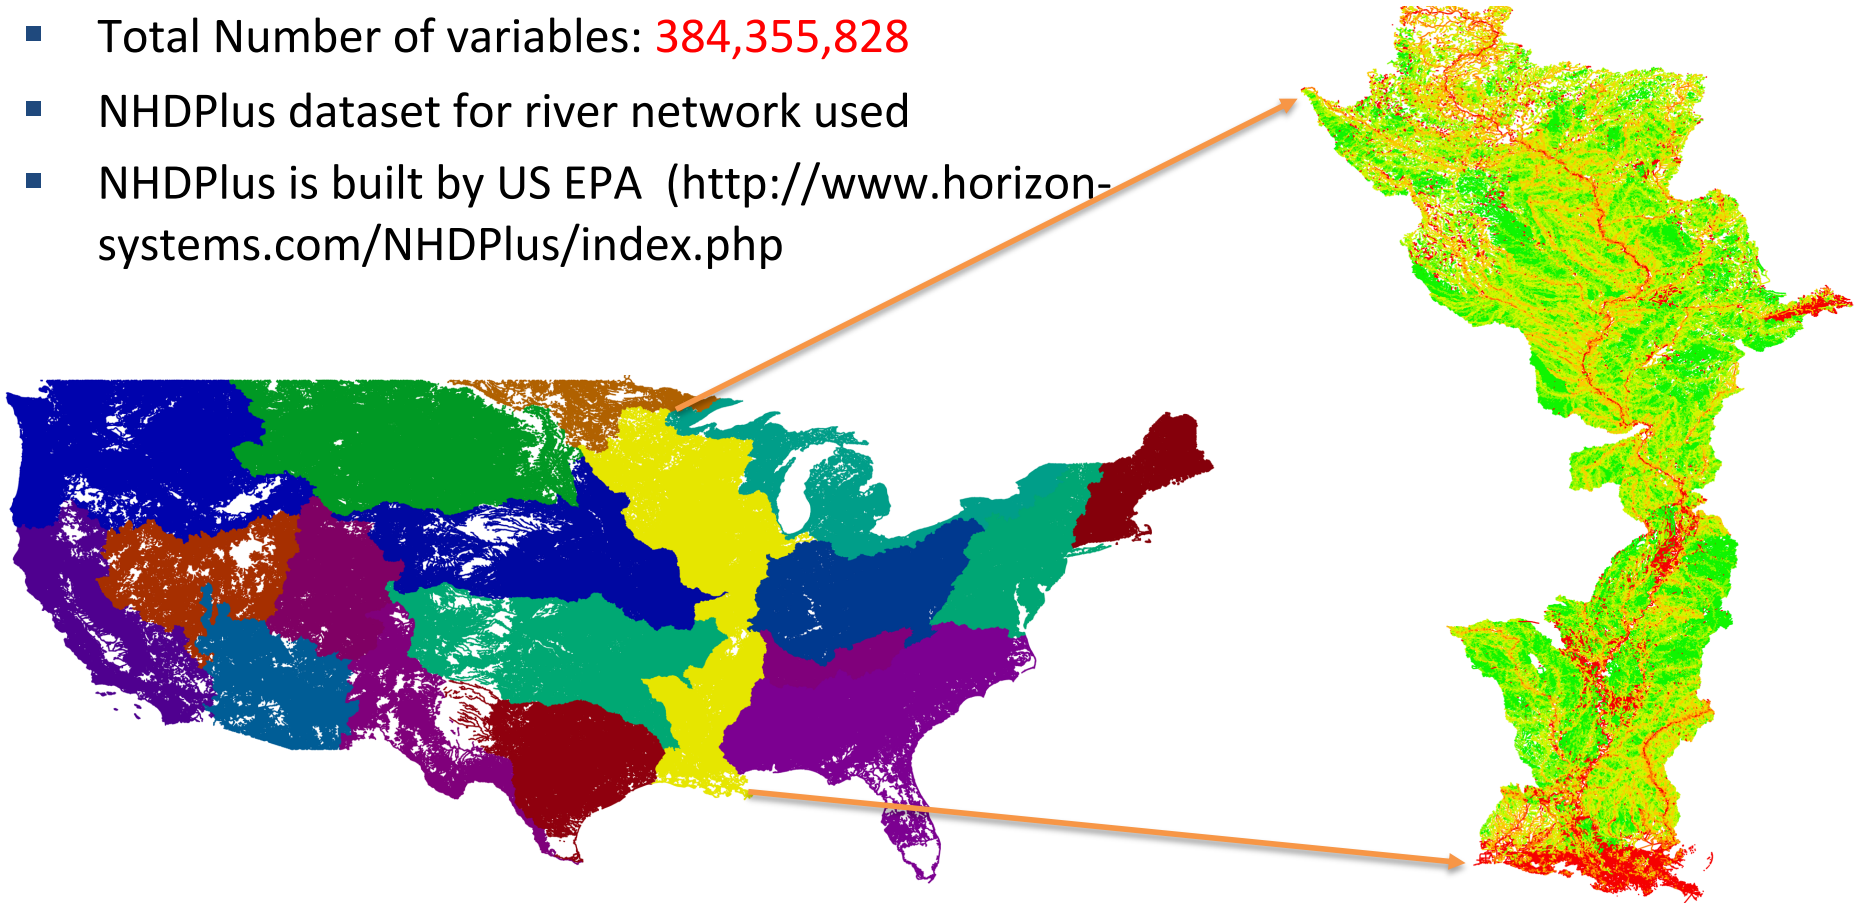 Total Number of variables: 384,355,828
NHDPlus dataset for river network used
NHDPlus is built by US EPA (http://www.horizon-
systems.com/NHDPlus/index.php